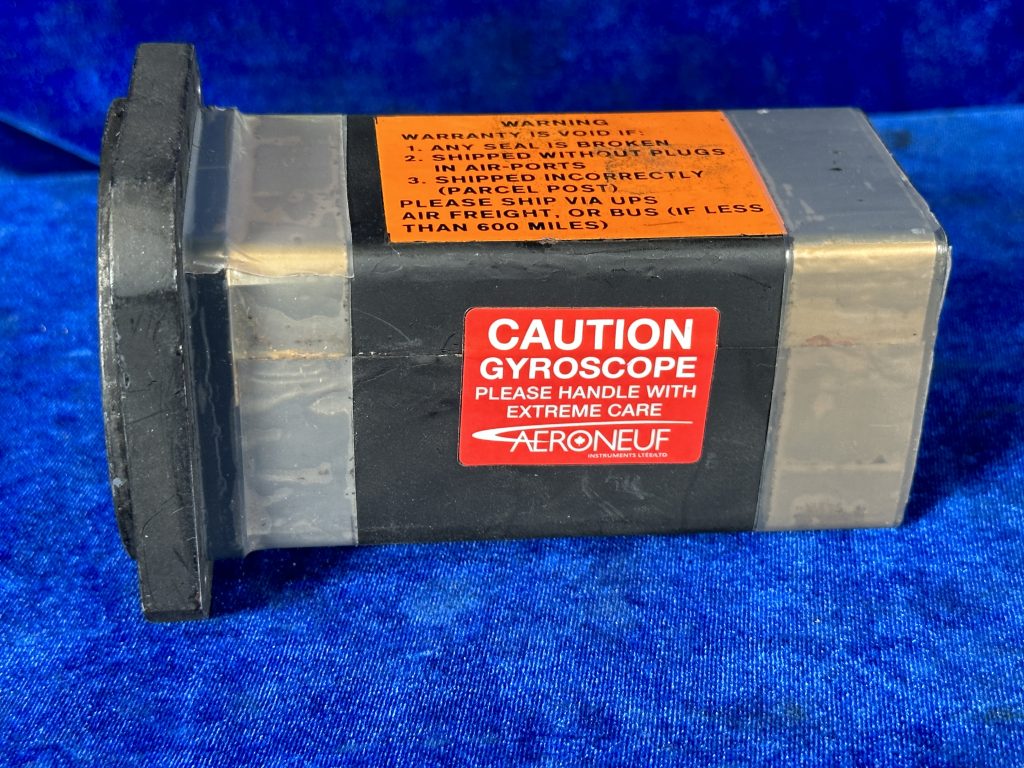 WARNING
WARRANTY IS VOID IF:
1. ANY SEAL IS BROKEN
2. SHIPPED WITHOUT PLUGS
IN AIR-PORTS
3. SHIPPED INCORRECTLY
(PARCEL POST)
PLEASE SHIP VIA UPS
AIR FREIGHT, OR BUS (IF LESS
THAN 600 MILES)
CAUTION
GYROSCOPE
PLEASE HANDLE WITH
EXTREME CARE
AERONEUF
INSTRUMENTS LTÉE/LTD